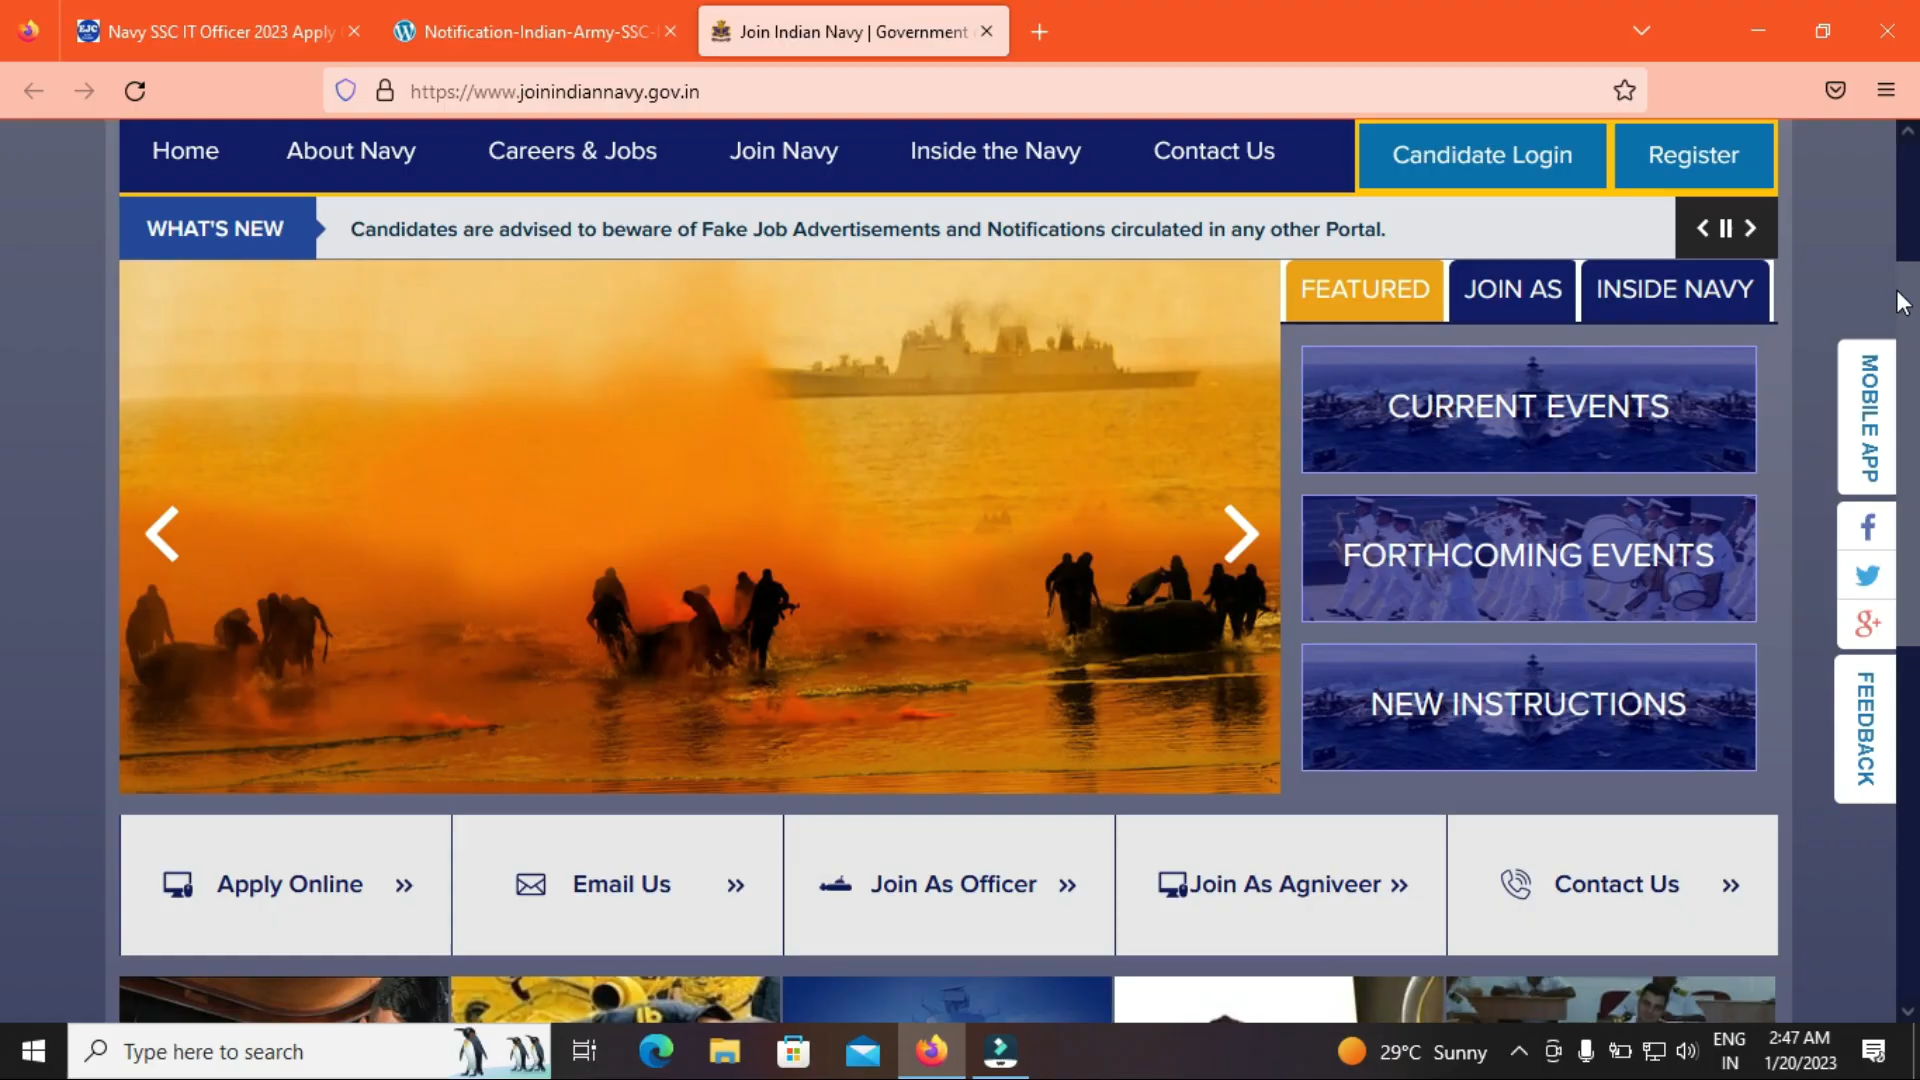 Navy SSC IT Officer 2023 Apply
Notification-Indian-Army-SSC-
Join Indian Navy | Government
https://www.joinindiannavy.gov.in
Home About Navy Careers & Jobs Join Navy Inside the Navy Contact Us Candidate Login Register
WHAT'S NEW Candidates are advised to beware of Fake Job Advertisements and Notifications circulated in any other Portal.
FEATURED JOIN AS INSIDE NAVY
CURRENT EVENTS
FORTHCOMING EVENTS
NEW INSTRUCTIONS
MOBILE APP
FEEDBACK
Apply Online Email Us Join As Officer Join As Agniveer Contact Us
Type here to search
29°C Sunny
ENG
IN
2:47 AM
1/20/2023